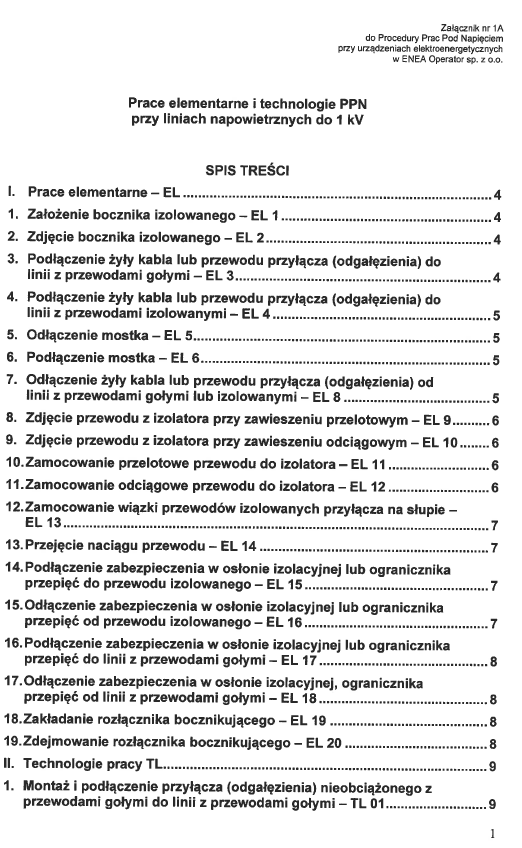 Załącznik nr 1A
do Procedury Prac Pod Napięciem
przy urządzeniach elektroenergetycznych
w ENEA Operator sp. z o.o.
Prace elementarne i technologie PPN
przy liniach napowietrznych do 1 kV
SPIS TREŚCI
I. Prace elementarne – EL ........ 4
1. Założenie bocznika izolowanego – EL 1 ........ 4
2. Zdjęcie bocznika izolowanego – EL 2 ........ 4
3. Podłączenie żyły kabla lub przewodu przyłącza (odgałęzienia) do
linii z przewodami gołymi – EL 3 ........ 4
4. Podłączenie żyły kabla lub przewodu przyłącza (odgałęzienia) do
linii z przewodami izolowanymi – EL 4 ........ 5
5. Odłączenie mostka – EL 5 ........ 5
6. Podłączenie mostka – EL 6 ........ 5
7. Odłączenie żyły kabla lub przewodu przyłącza (odgałęzienia) od
linii z przewodami gołymi lub izolowanymi – EL 8 ........ 5
8. Zdjęcie przewodu z izolatora przy zawieszeniu przelotowym – EL 9 ........ 6
9. Zdjęcie przewodu z izolatora przy zawieszeniu odciągowym – EL 10 ........ 6
10. Zamocowanie przelotowe przewodu do izolatora – EL 11 ........ 6
11. Zamocowanie odciągowe przewodu do izolatora – EL 12 ........ 6
12. Zamocowanie wiązki przewodów izolowanych przyłącza na słupie –
EL 13 ........ 7
13. Przejęcie naciągu przewodu – EL 14 ........ 7
14. Podłączenie zabezpieczenia w osłonie izolacyjnej lub ogranicznika
przepięć do przewodu izolowanego – EL 15 ........ 7
15. Odłączenie zabezpieczenia w osłonie izolacyjnej lub ogranicznika
przepięć od przewodu izolowanego – EL 16 ........ 7
16. Podłączenie zabezpieczenia w osłonie izolacyjnej lub ogranicznika
przepięć do linii z przewodami gołymi – EL 17 ........ 8
17. Odłączenie zabezpieczenia w osłonie izolacyjnej, ogranicznika
przepięć od linii z przewodami gołymi – EL 18 ........ 8
18. Zakładanie rozłącznika bocznikującego – EL 19 ........ 8
19. Zdejmowanie rozłącznika bocznikującego – EL 20 ........ 8
II. Technologie pracy TL ........ 9
1. Montaż i podłączenie przyłącza (odgałęzienia) nieobciążonego z
przewodami gołymi do linii z przewodami gołymi – TL 01 ........ 9
1